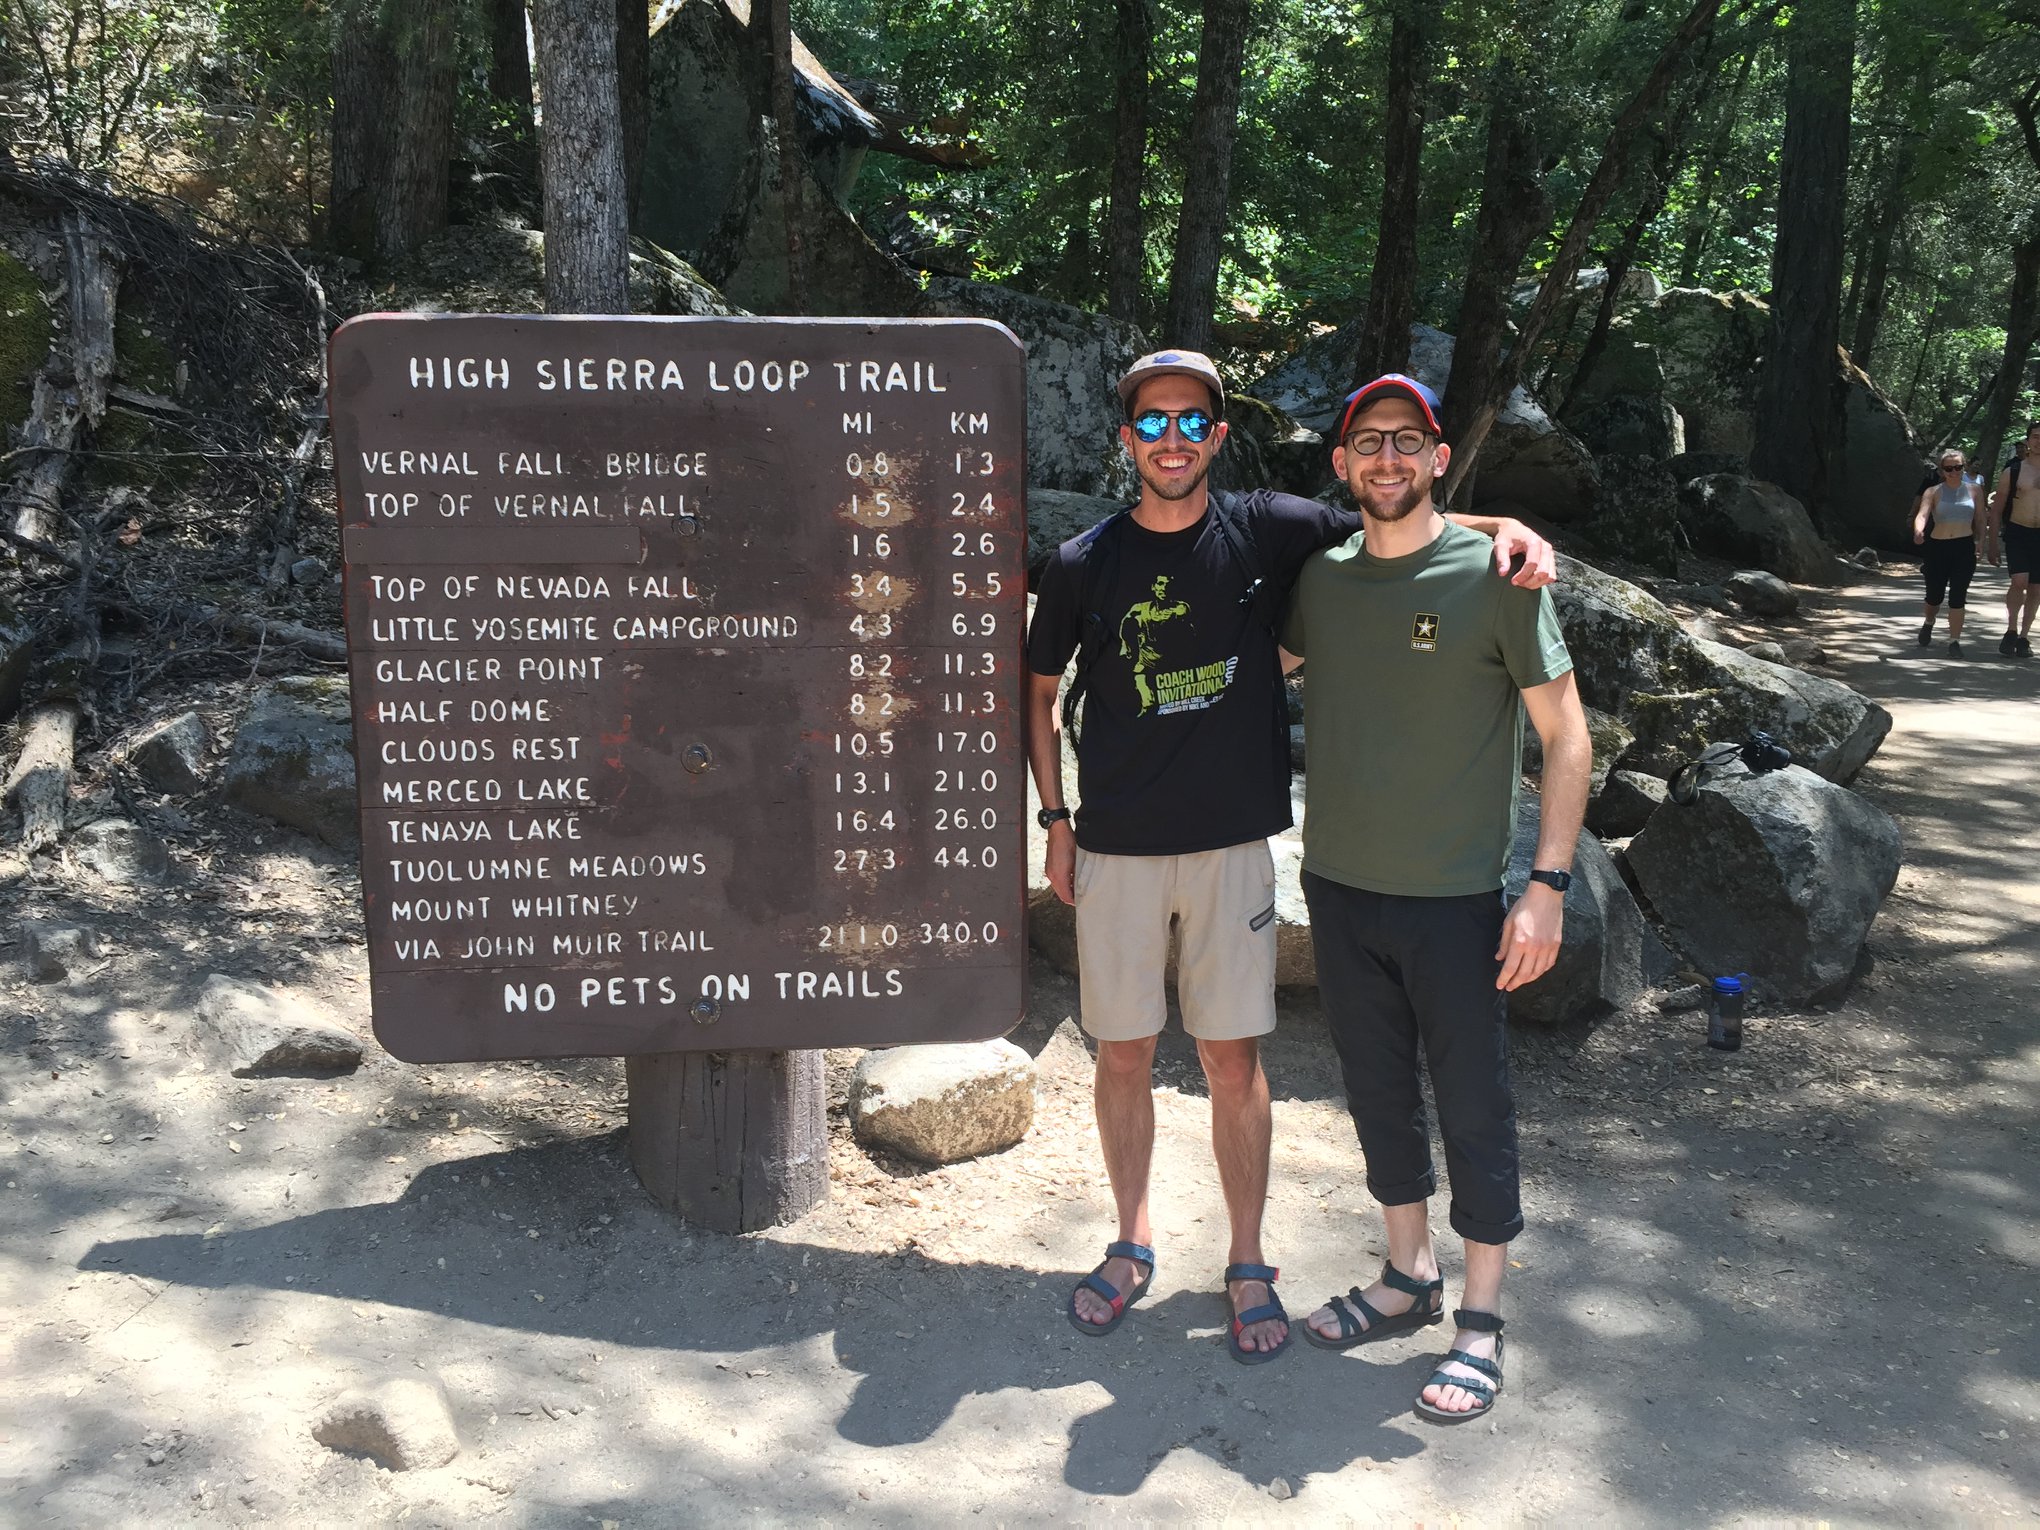 HIGH SIERRA LOOP TRAIL
MI KM
VERNAL FALL BRIDGE 0.8 1.3
TOP OF VERNAL FALL 1.5 2.4
1.6 2.6
TOP OF NEVADA FALL 3.4 5.5
LITTLE YOSEMITE CAMPGROUND 4.3 6.9
GLACIER POINT 8.2 11.3
HALF DOME 8.2 11.3
CLOUDS REST 10.5 17.0
MERCED LAKE 13.1 21.0
TENAYA LAKE 16.4 26.0
TUOLUMNE MEADOWS 27.3 44.0
MOUNT WHITNEY
VIA JOHN MUIR TRAIL 211.0 340.0
NO PETS ON TRAILS
COACH WOOD
INVITATIONAL
U.S. ARMY